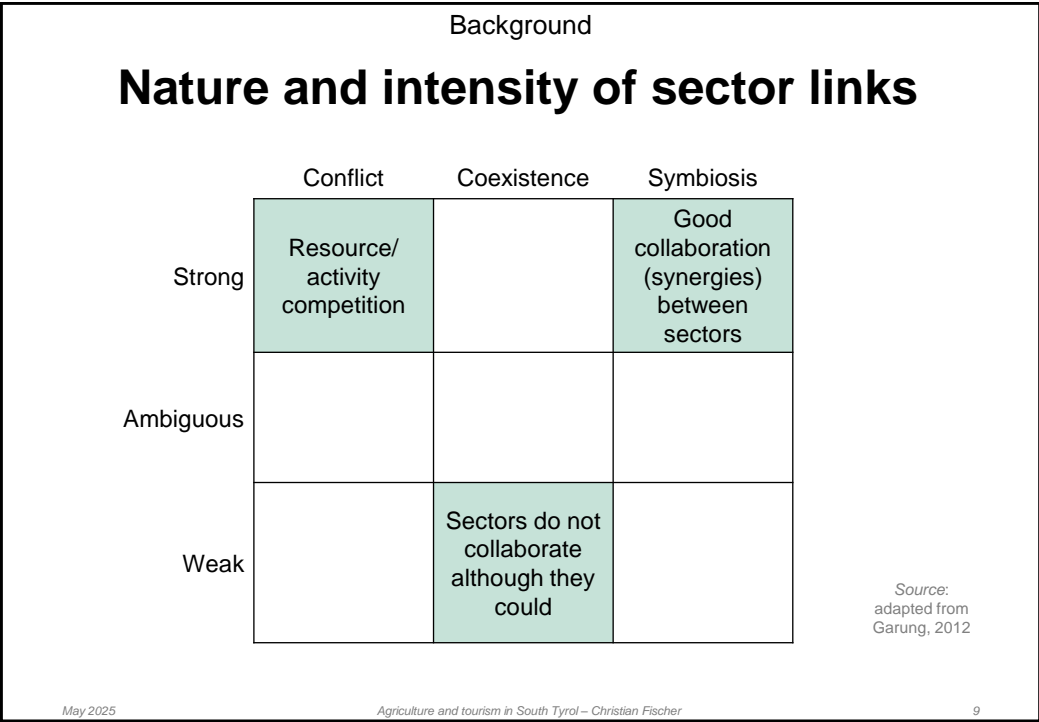 Background
Nature and intensity of sector links
Conflict
Coexistence
Symbiosis
Strong
Resource/
activity
competition
Good
collaboration
(synergies)
between
sectors
Ambiguous
Weak
Sectors do not
collaborate
although they
could
Source:
adapted from
Garung, 2012
May 2025
Agriculture and tourism in South Tyrol – Christian Fischer
9